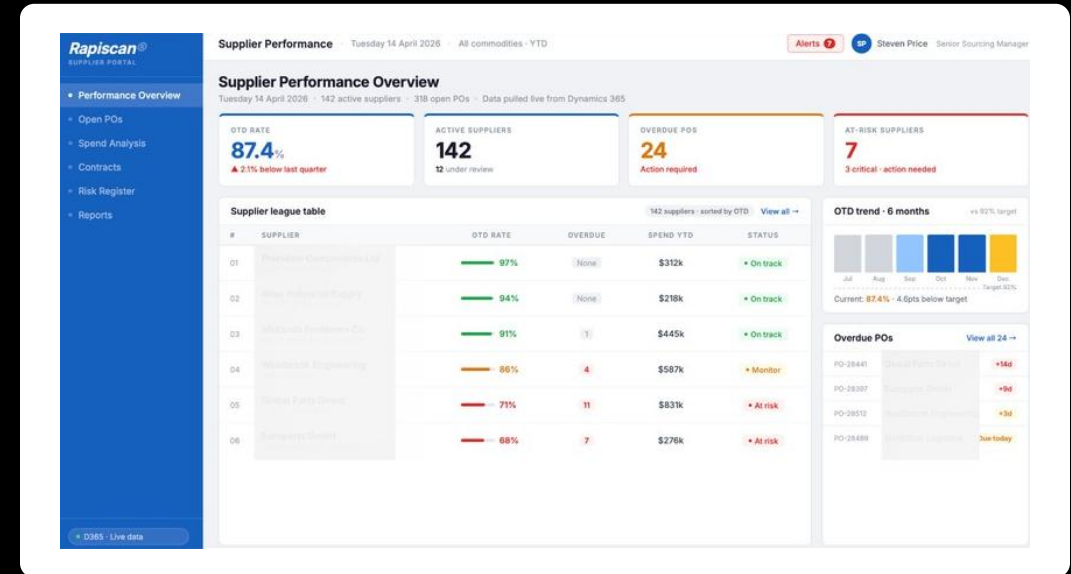 Rapiscan®
SUPPLIER PORTAL
Performance Overview
Open POs
Spend Analysis
Contracts
Risk Register
Reports
D365 · Live data
Supplier Performance · Tuesday 14 April 2026 · All commodities · YTD
Alerts 7
SP Steven Price Senior Sourcing Manager
Supplier Performance Overview
Tuesday 14 April 2026 · 142 active suppliers · 318 open POs · Data pulled live from Dynamics 365
OTD RATE
87.4%
▲ 2.1% below last quarter
ACTIVE SUPPLIERS
142
12 under review
OVERDUE POS
24
Action required
AT-RISK SUPPLIERS
7
3 critical · action needed
Supplier league table
142 suppliers · sorted by OTD View all →
# SUPPLIER OTD RATE OVERDUE SPEND YTD STATUS
01 97% None $312k • On track
02 94% None $218k • On track
03 91% 1 $445k • On track
04 86% 4 $587k • Monitor
05 71% 11 $831k • At risk
06 68% 7 $276k • At risk
OTD trend · 6 months vs 92% target
Jul Aug Sep Oct Nov Dec
Target 92%
Current: 87.4% · 4.6pts below target
Overdue POs View all 24 →
PO-28441 +14d
PO-28397 +9d
PO-28512 +3d
PO-28489 Due today